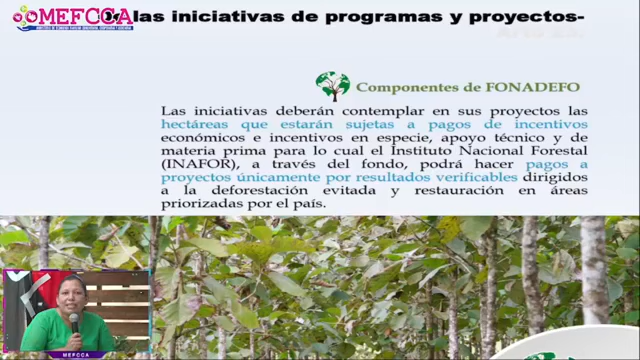 MEFCCA
De las iniciativas de programas y proyectos-
Componentes de FONADEFO
Las iniciativas deberán contemplar en sus proyectos las
hectáreas que estarán sujetas a pagos de incentivos
económicos e incentivos en especie, apoyo técnico y de
materia prima para lo cual el Instituto Nacional Forestal
(INAFOR), a través del fondo, podrá hacer pagos a
proyectos únicamente por resultados verificables dirigidos
a la deforestación evitada y restauración en áreas
priorizadas por el país.
MEFCCA